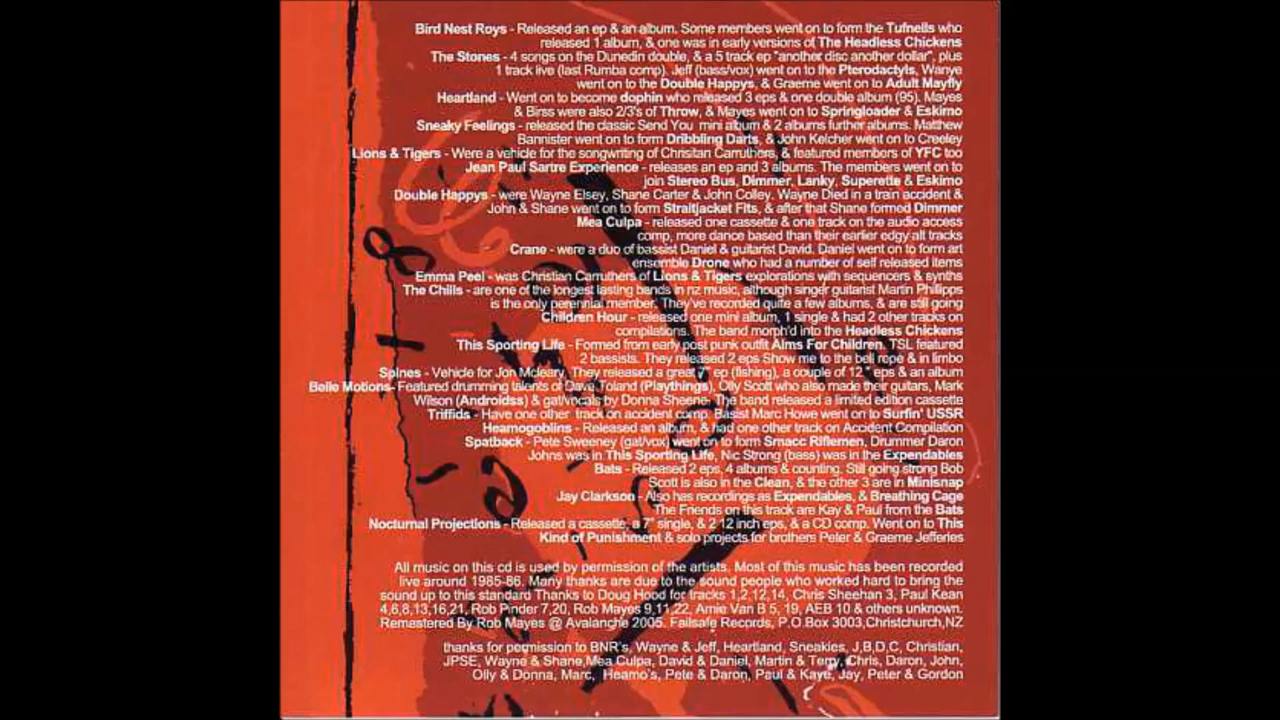 Bird Nest Roys - Released an ep & an album. Some members went on to form the Tufnells who
released 1 album, & one was in early versions of The Headless Chickens
The Stones - 4 songs on the Dunedin double, & a 5 track ep "another disc another dollar", plus
1 track live (last Rumba comp). Jeff (bass/vox) went on to the Pterodactyls, Wanye
went on to the Double Happys, & Graeme went on to Adult Mayfly
Heartland - Went on to become dophin who released 3 eps & one double album (95). Mayes
& Birss were also 2/3's of Throw, & Mayes went on to Springloader & Eskimo
Sneaky Feelings - released the classic Send You mini album & 2 albums further albums. Matthew
Bannister went on to form Dribbling Darts, & John Kelcher went on to Creeley
Lions & Tigers - Were a vehicle for the songwriting of Chrisitan Carruthers, & featured members of YFC too
Jean Paul Sartre Experience - releases an ep and 3 albums. The members went on to
join Stereo Bus, Dimmer, Lanky, Superette & Eskimo
Double Happys - were Wayne Elsey, Shane Carter & John Colley. Wayne Died in a train accident &
John & Shane went on to form Straitjacket Fits, & after that Shane formed Dimmer
Mea Culpa - released one cassette & one track on the audio access
comp, more dance based than their earlier edgy alt tracks
Crane - were a duo of bassist Daniel & guitarist David. Daniel went on to form art
ensemble Drone who had a number of self released items
Emma Peel - was Christian Carruthers of Lions & Tigers explorations with sequencers & synths
The Chills - are one of the longest lasting bands in nz music, although singer guitarist Martin Phillipps
is the only perennial member. They've recorded quite a few albums, & are still going
Children Hour - released one mini album, 1 single & had 2 other tracks on
compilations. The band morph'd into the Headless Chickens
This Sporting Life - Formed from early post punk outfit Alms For Children, TSL featured
2 bassists. They released 2 eps Show me to the bell rope & in limbo
Spines - Vehicle for Jon Mcleary. They released a great 7" ep (fishing), a couple of 12" eps & an album
Belle Motions- Featured drumming talents of Dave Toland (Playthings), Olly Scott who also made their guitars, Mark
Wilson (Androidss) & gat/vocals by Donna Sheene. The band released a limited edition cassette
Triffids - Have one other track on accident comp. Basist Marc Howe went on to Surfin' USSR
Heamogoblins - Released an album, & had one other track on Accident Compilation
Spatback - Pete Sweeney (gat/vox) went on to form Smacc Riflemen, Drummer Daron
Johns was in This Sporting Life, Nic Strong (bass) was in the Expendables
Bats - Released 2 eps, 4 albums & counting. Still going strong Bob
Scott is also in the Clean, & the other 3 are in Minisnap
Jay Clarkson - Also has recordings as Expendables, & Breathing Cage
The Friends on this track are Kay & Paul from the Bats
Nocturnal Projections - Released a cassette, a 7" single, & 2 12 inch eps, & a CD comp. Went on to This
Kind of Punishment & solo projects for brothers Peter & Graeme Jefferies
All music on this cd is used by permission of the artists. Most of this music has been recorded
live around 1985-86. Many thanks are due to the sound people who worked hard to bring the
sound up to this standard Thanks to Doug Hood for tracks 1,2,12,14, Chris Sheehan 3, Paul Kean
4,6,8,13,16,21, Rob Pinder 7,20, Rob Mayes 9,11,22, Arnie Van B 5, 19, AEB 10 & others unknown.
Remastered By Rob Mayes @ Avalanche 2005. Failsafe Records, P.O.Box 3003,Christchurch,NZ
thanks for permission to BNR's, Wayne & Jeff, Heartland, Sneakies, J,B,D,C, Christian,
JPSE, Wayne & Shane,Mea Culpa, David & Daniel, Martin & Terry, Chris, Daron, John,
Olly & Donna, Marc, Heamo's, Pete & Daron, Paul & Kaye, Jay, Peter & Gordon